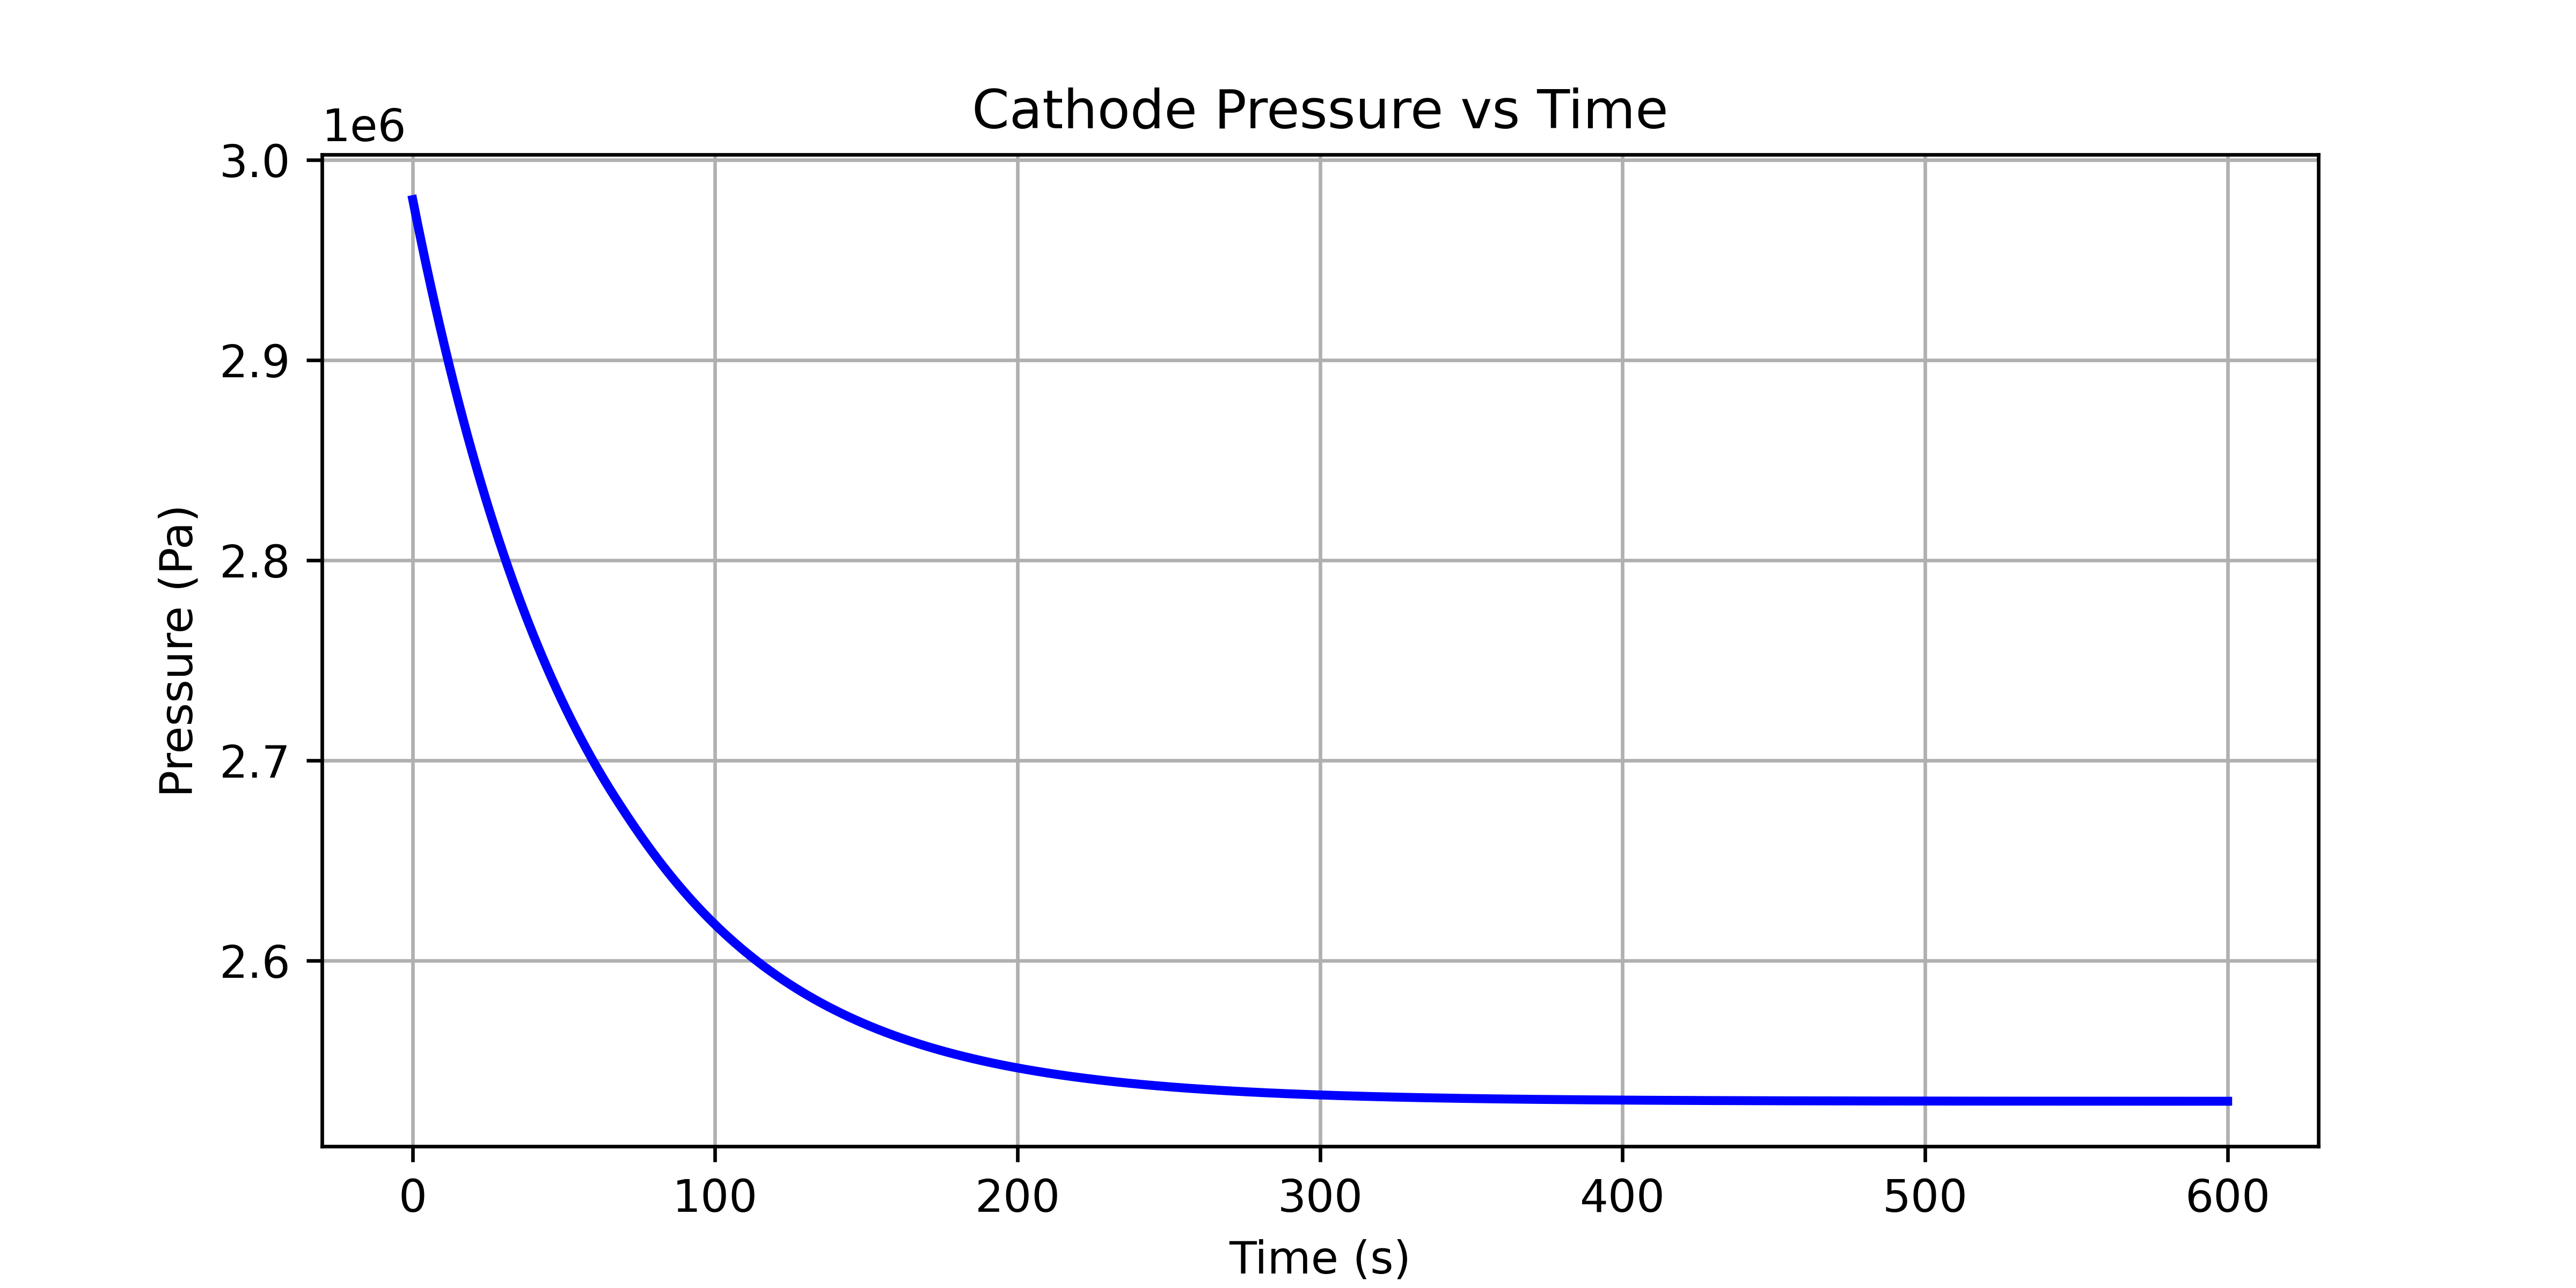 Cathode Pressure vs Time
1e6
3.0
2.9
2.8
2.7
2.6
Pressure (Pa)
0 100 200 300 400 500 600
Time (s)